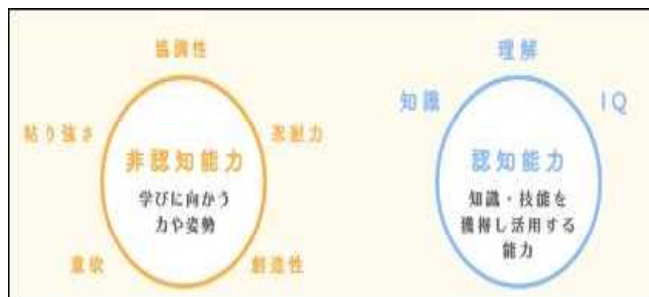 協調性
粘り強さ
忍耐力
非認知能力
学びに向かう
力や姿勢
意欲
創造性
理解
知識
IQ
認知能力
知識・技能を
獲得し活用する
能力